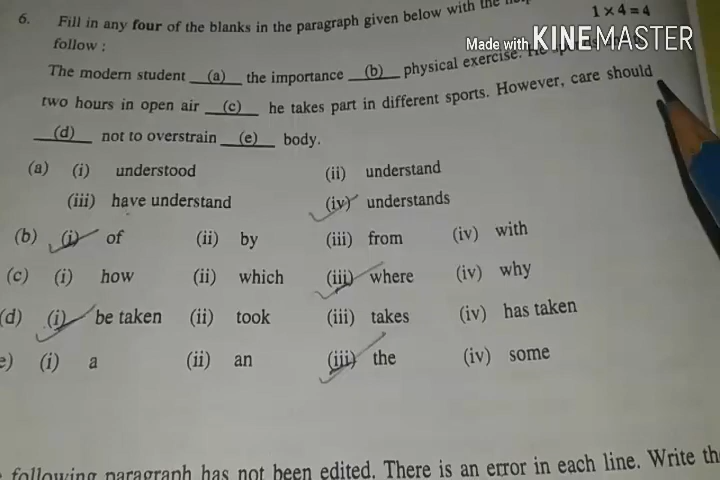 1 × 4 = 4
Made with KINEMASTER
6. Fill in any four of the blanks in the paragraph given below with the
follow :
The modern student (a) the importance (b) physical exercise.
two hours in open air (c) he takes part in different sports. However, care should
(d) not to overstrain (e) body.
(a) (i) understood (ii) understand
(iii) have understand (iv) understands
(b) (i) of (ii) by (iii) from (iv) with
(c) (i) how (ii) which (iii) where (iv) why
(d) (i) be taken (ii) took (iii) takes (iv) has taken
e) (i) a (ii) an (iii) the (iv) some
following paragraph has not been edited. There is an error in each line. Write